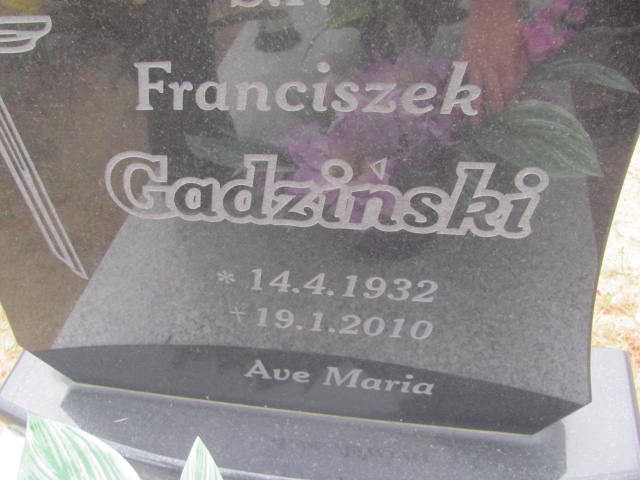 Ś.P.
Franciszek
Gadziński
* 14.4.1932
† 19.1.2010
Ave Maria